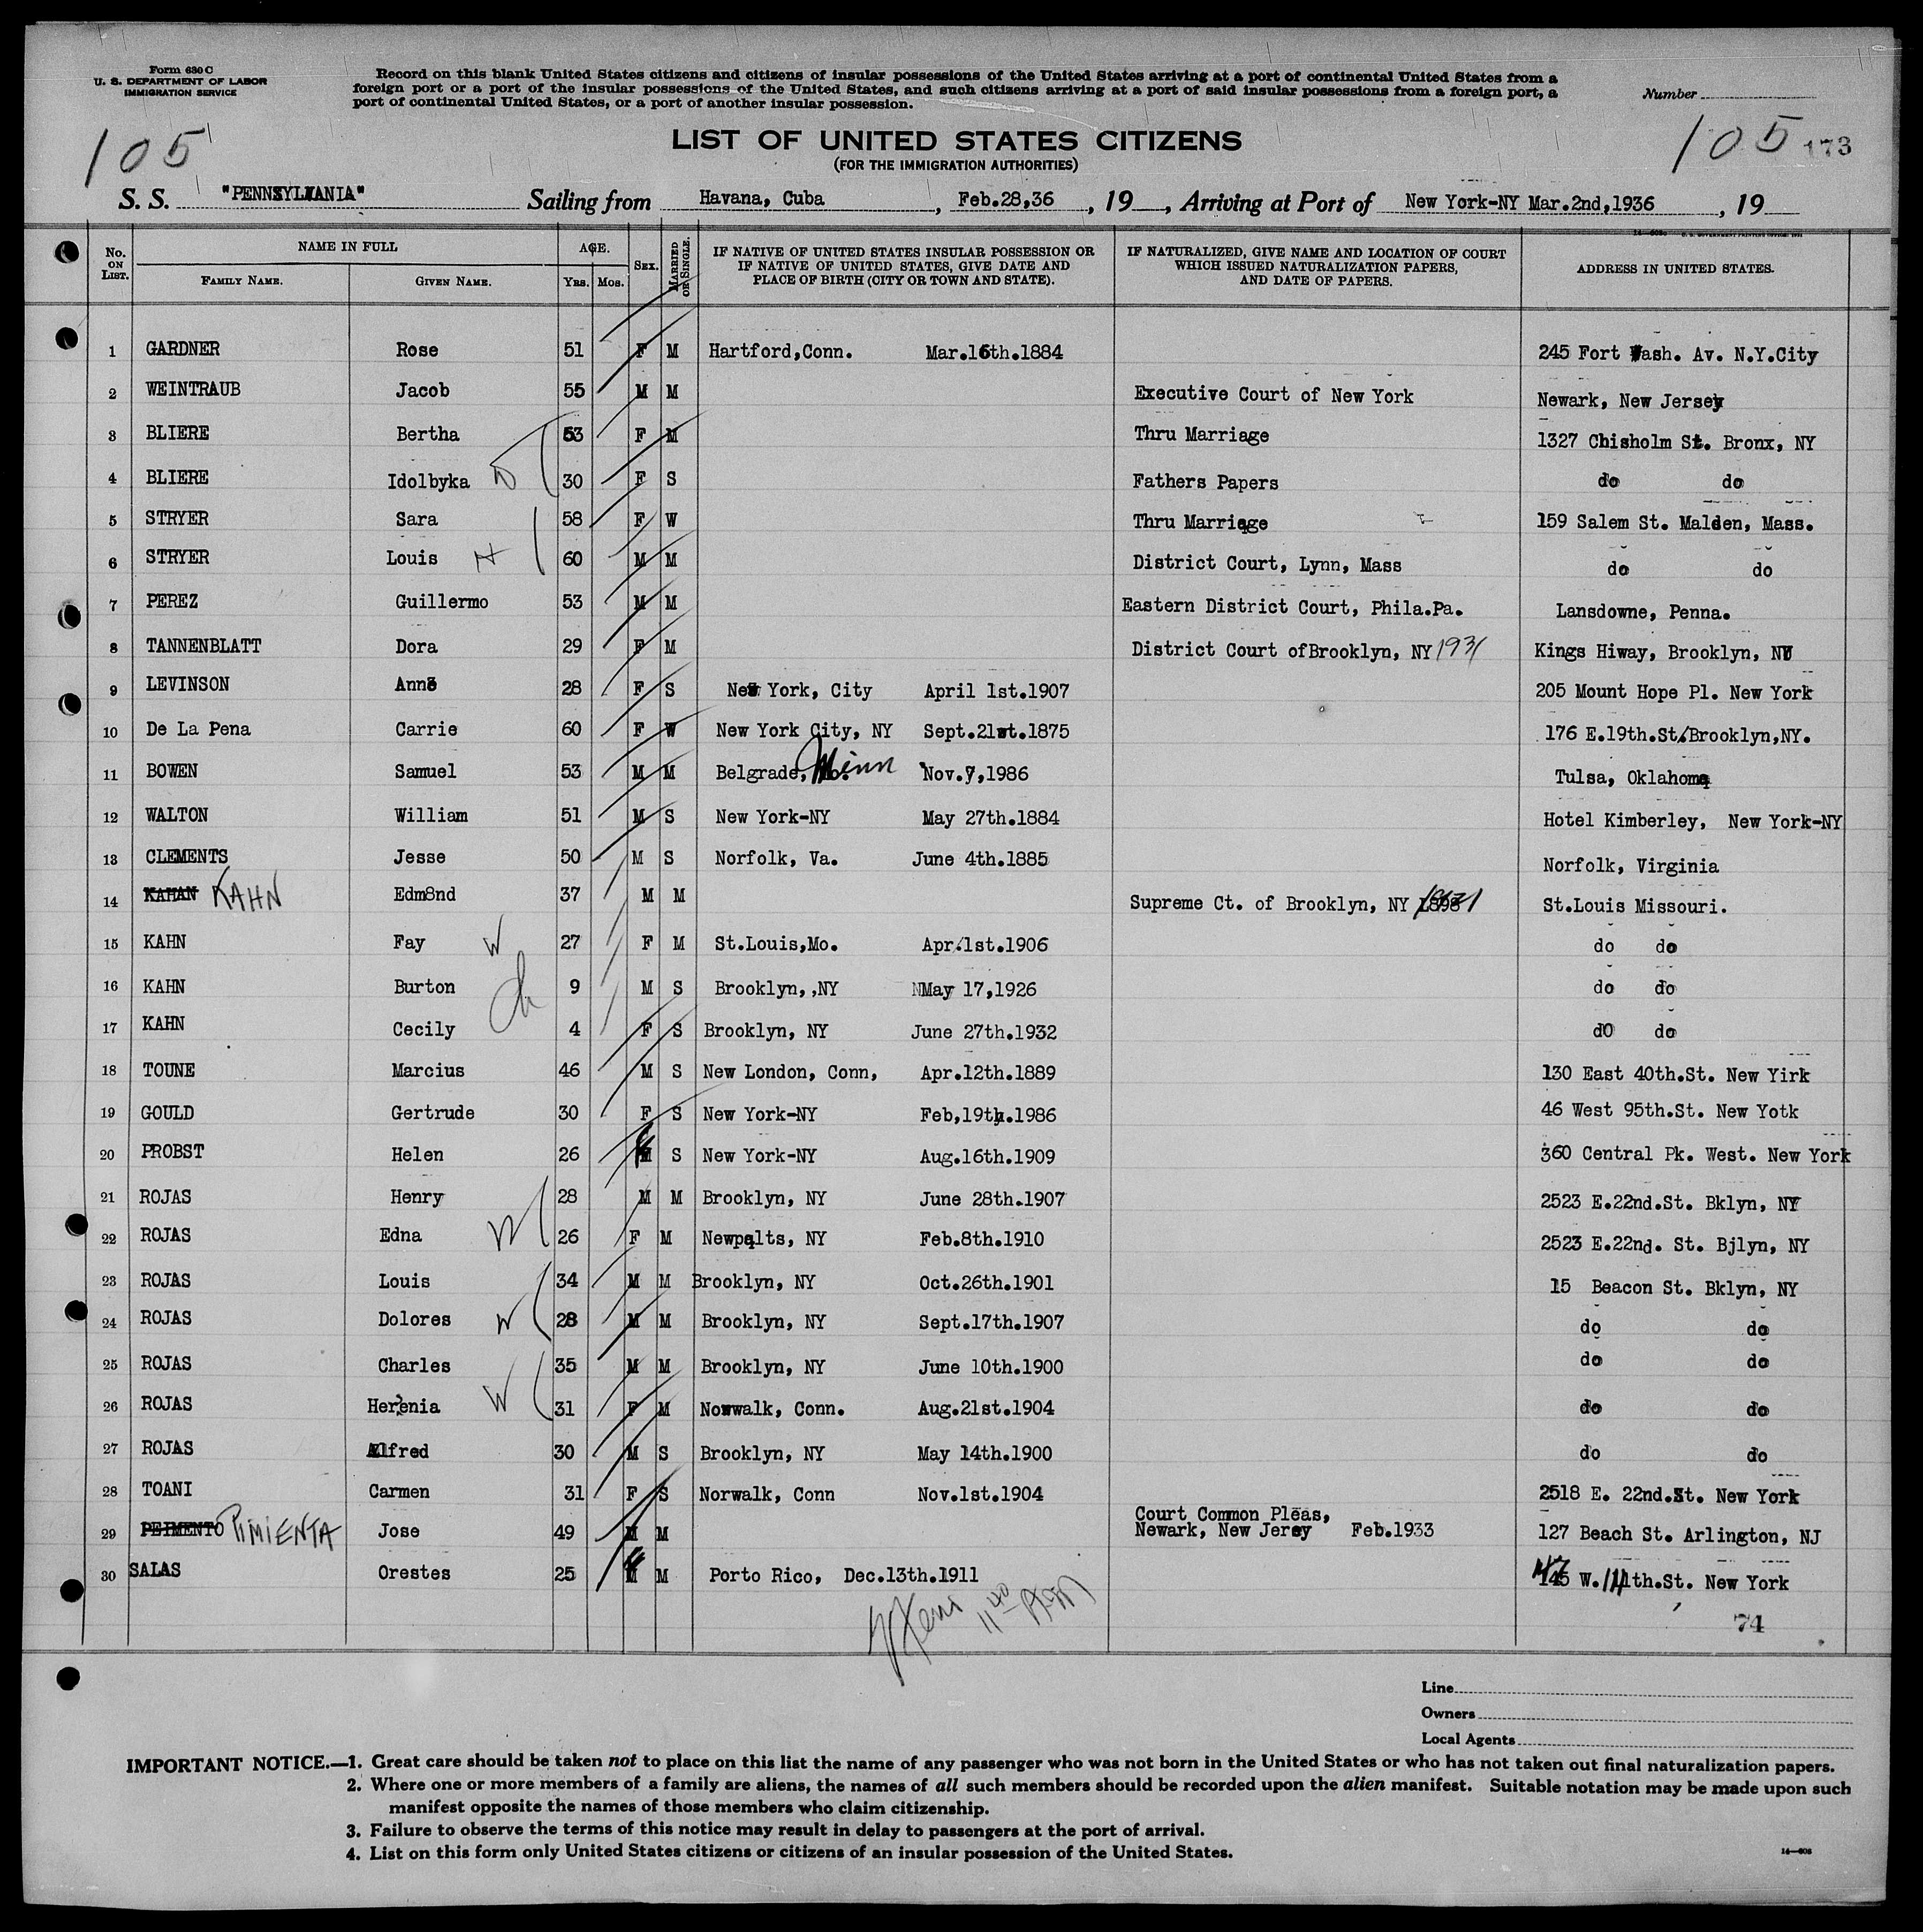 Form 630 C
U. S. DEPARTMENT OF LABOR
IMMIGRATION SERVICE
Record on this blank United States citizens and citizens of insular possessions of the United States arriving at a port of continental United States from a
foreign port or a port of the insular possessions of the United States, and such citizens arriving at a port of said insular possessions from a foreign port, a
port of continental United States, or a port of another insular possession.
Number
105
LIST OF UNITED STATES CITIZENS
(FOR THE IMMIGRATION AUTHORITIES)
105 173
S. S. "PENNSYLVANIA" Sailing from Havana, Cuba, Feb.28,36, 19__, Arriving at Port of New York-NY Mar.2nd,1936, 19__
No. ON LIST. NAME IN FULL AGE. SEX. MARRIED OR SINGLE. IF NATIVE OF UNITED STATES INSULAR POSSESSION OR IF NATIVE OF UNITED STATES, GIVE DATE AND PLACE OF BIRTH (CITY OR TOWN AND STATE). IF NATURALIZED, GIVE NAME AND LOCATION OF COURT WHICH ISSUED NATURALIZATION PAPERS, AND DATE OF PAPERS. ADDRESS IN UNITED STATES.
FAMILY NAME. GIVEN NAME. YRS. MOS.
1 GARDNER Rose 51 F M Hartford,Conn. Mar.16th.1884 245 Fort Wash. Av. N.Y.City
2 WEINTRAUB Jacob 55 M M Executive Court of New York Newark, New Jersey
3 BLIERE Bertha 53 F M Thru Marriage 1327 Chisholm St. Bronx, NY
4 BLIERE Idolbyka D 30 F S Fathers Papers do do
5 STRYER Sara 58 F W Thru Marriage 159 Salem St. Malden, Mass.
6 STRYER Louis H 60 M M District Court, Lynn, Mass do do
7 PEREZ Guillermo 53 M M Eastern District Court, Phila.Pa. Lansdowne, Penna.
8 TANNENBLATT Dora 29 F M District Court ofBrooklyn, NY 1931 Kings Hiway, Brooklyn, NY
9 LEVINSON Anna 28 F S New York, City April 1st.1907 205 Mount Hope Pl. New York
10 De La Pena Carrie 60 F W New York City, NY Sept.21st.1875 176 E.19th.St.Brooklyn,NY.
11 BOWEN Samuel 53 M M Belgrade, Minn Nov.7,1986 Tulsa, Oklahoma
12 WALTON William 51 M S New York-NY May 27th.1884 Hotel Kimberley, New York-NY
13 CLEMENTS Jesse 50 M S Norfolk, Va. June 4th.1885 Norfolk, Virginia
14 KAHAN KAHN Edm8nd 37 M M Supreme Ct. of Brooklyn, NY St.Louis Missouri.
15 KAHN Fay W 27 F M St.Louis,Mo. Apr.1st.1906 do do
16 KAHN Burton ch 9 M S Brooklyn,,NY May 17,1926 do do
17 KAHN Cecily 4 F S Brooklyn, NY June 27th.1932 dO do
18 TOUNE Marcius 46 M S New London, Conn, Apr.12th.1889 130 East 40th.St. New Yirk
19 GOULD Gertrude 30 F S New York-NY Feb,19th.1986 46 West 95th.St. New Yotk
20 PROBST Helen 26 S New York-NY Aug.16th.1909 360 Central Pk. West. New York
21 ROJAS Henry 28 M M Brooklyn, NY June 28th.1907 2523 E.22nd.St. Bklyn, NY
22 ROJAS Edna W 26 F M Newpalts, NY Feb.8th.1910 2523 E.22nd. St. Bjlyn, NY
23 ROJAS Louis 34 M M Brooklyn, NY Oct.26th.1901 15 Beacon St. Bklyn, NY
24 ROJAS Dolores W 28 M M Brooklyn, NY Sept.17th.1907 do do
25 ROJAS Charles 35 M M Brooklyn, NY June 10th.1900 do do
26 ROJAS Herenia W 31 F M Norwalk, Conn. Aug.21st.1904 do do
27 ROJAS Alfred 30 M S Brooklyn, NY May 14th.1900 do do
28 TOANI Carmen 31 F S Norwalk, Conn Nov.1st.1904 2518 E. 22nd.St. New York
29 PEIMENTO PIMIENTA Jose 49 M M Court Common Pleas, Newark, New Jersy Feb.1933 127 Beach St. Arlington, NJ
30 SALAS Orestes 25 M M Porto Rico, Dec.13th.1911 W.111th.St. New York
74
Line
Owners
Local Agents
IMPORTANT NOTICE.—1. Great care should be taken not to place on this list the name of any passenger who was not born in the United States or who has not taken out final naturalization papers.
2. Where one or more members of a family are aliens, the names of all such members should be recorded upon the alien manifest. Suitable notation may be made upon such
manifest opposite the names of those members who claim citizenship.
3. Failure to observe the terms of this notice may result in delay to passengers at the port of arrival.
4. List on this form only United States citizens or citizens of an insular possession of the United States.
14—608